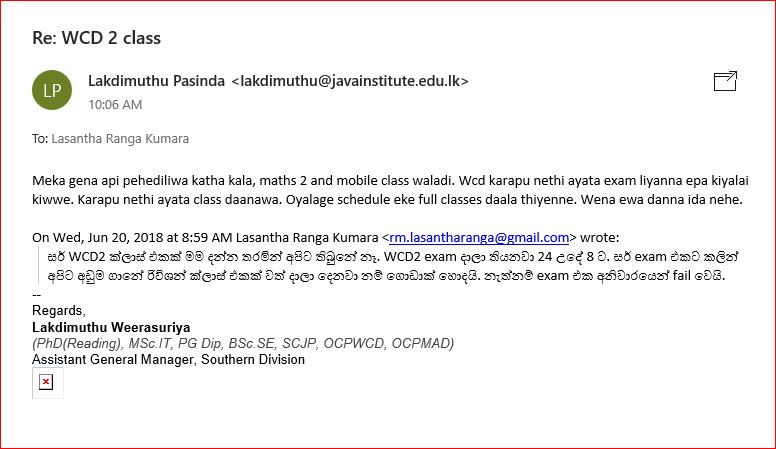 Re: WCD 2 class
LP
Lakdimuthu Pasinda <lakdimuthu@javainstitute.edu.lk>
10:06 AM
To: Lasantha Ranga Kumara
Meka gena api pehediliwa katha kala, maths 2 and mobile class waladi. Wcd karapu nethi ayata exam liyanna epa kiyalai
kiwwe. Karapu nethi ayata class daanawa. Oyalage schedule eke full classes daala thiyenne. Wena ewa danna ida nehe.
On Wed, Jun 20, 2018 at 8:59 AM Lasantha Ranga Kumara <rm.lasantharanga@gmail.com> wrote:
සර් WCD2 ක්ලාස් එකක් මම දන්න තරමින් අපිට තිබුනේ නෑ. WCD2 exam දාලා තියනවා 24 උදේ 8 ට. සර් exam එකට කලින්
අපිට අඩුම ගානේ රිවිශන් ක්ලාස් එකක් වත් දාලා දෙනවා නම් ගොඩාක් හොදයි. නැත්නම් exam එක අනිවාරයෙන් fail වෙයි.
--
Regards,
Lakdimuthu Weerasuriya
(PhD(Reading), MSc.IT, PG Dip, BSc.SE, SCJP, OCPWCD, OCPMAD)
Assistant General Manager, Southern Division